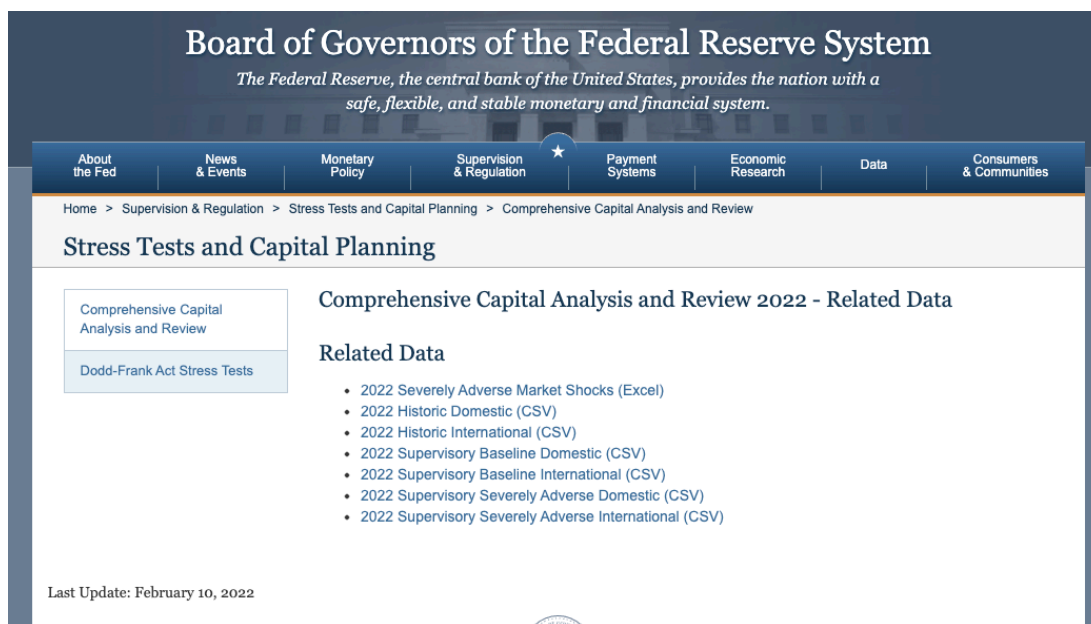 Board of Governors of the Federal Reserve System
The Federal Reserve, the central bank of the United States, provides the nation with a
safe, flexible, and stable monetary and financial system.
About the Fed
News & Events
Monetary Policy
Supervision & Regulation
Payment Systems
Economic Research
Data
Consumers & Communities
Home > Supervision & Regulation > Stress Tests and Capital Planning > Comprehensive Capital Analysis and Review
Stress Tests and Capital Planning
Comprehensive Capital
Analysis and Review
Dodd-Frank Act Stress Tests
Comprehensive Capital Analysis and Review 2022 - Related Data
Related Data
• 2022 Severely Adverse Market Shocks (Excel)
• 2022 Historic Domestic (CSV)
• 2022 Historic International (CSV)
• 2022 Supervisory Baseline Domestic (CSV)
• 2022 Supervisory Baseline International (CSV)
• 2022 Supervisory Severely Adverse Domestic (CSV)
• 2022 Supervisory Severely Adverse International (CSV)
Last Update: February 10, 2022